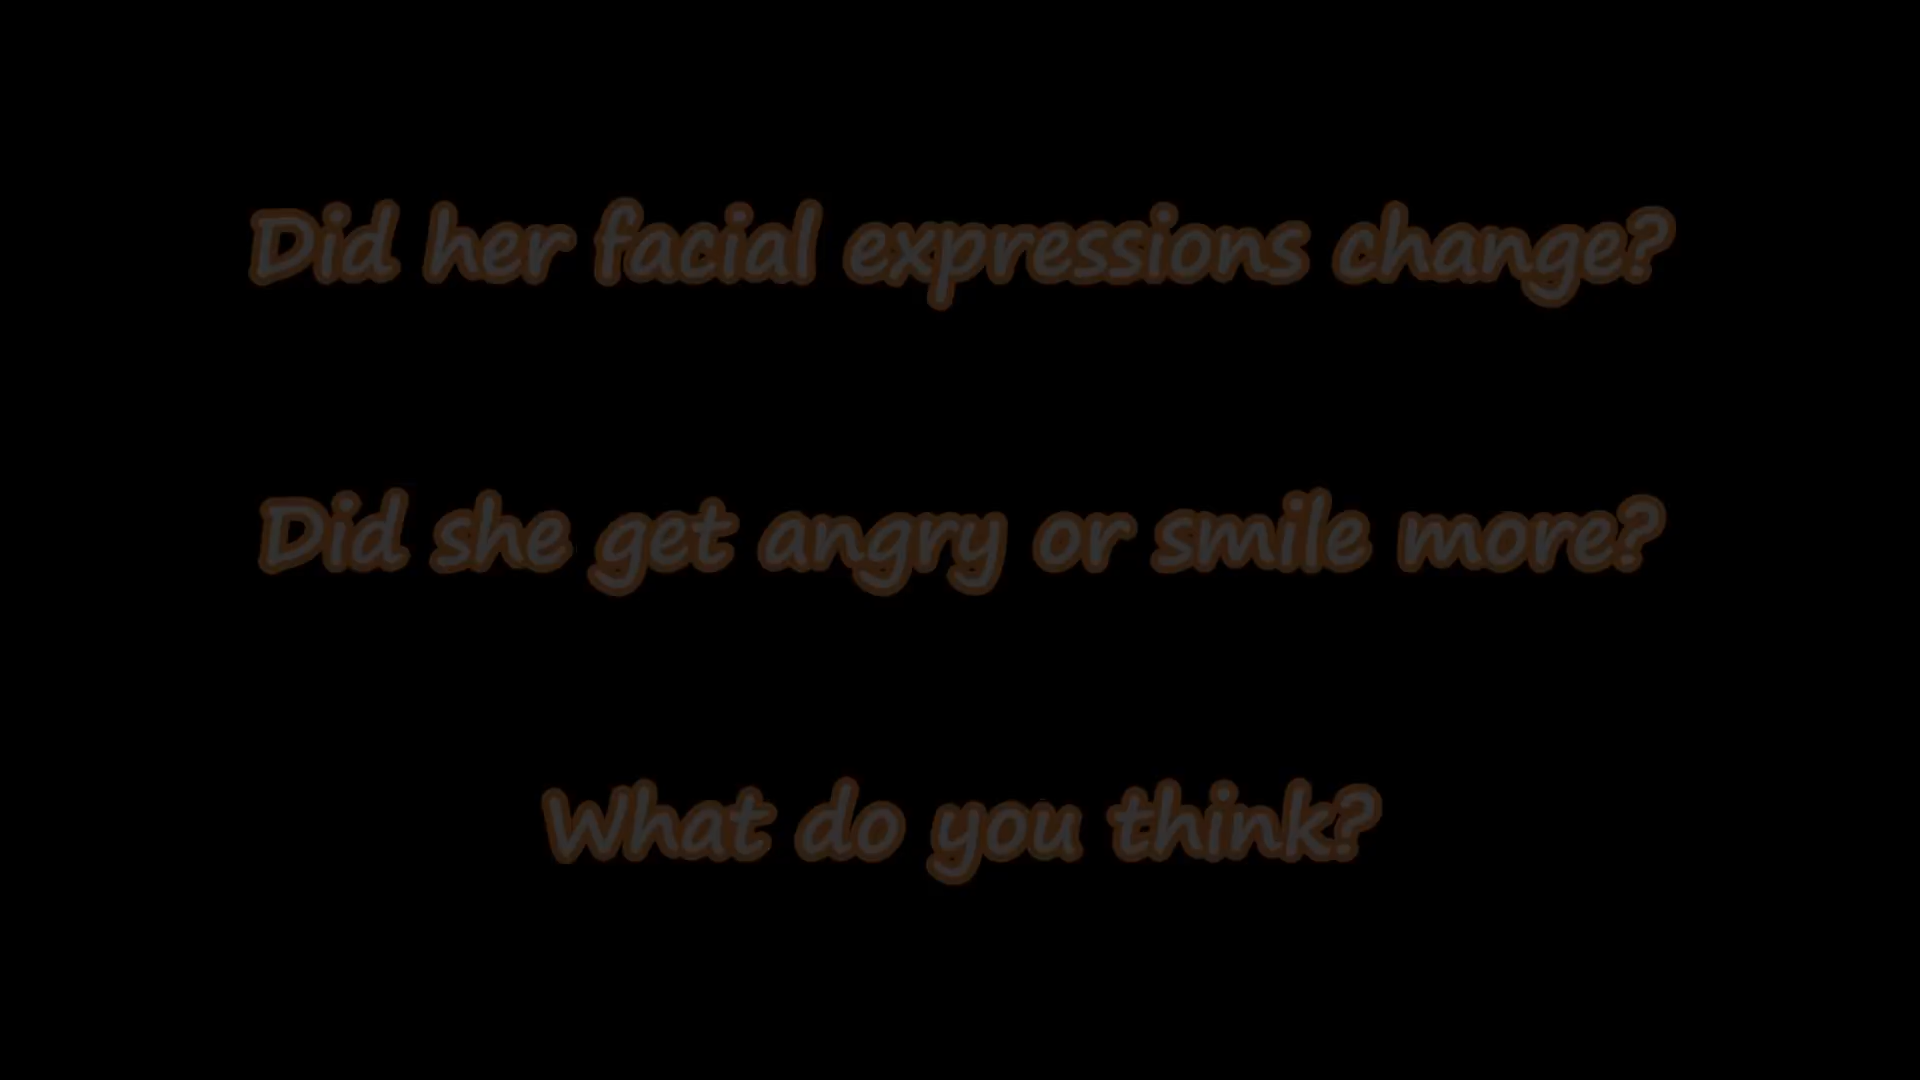 Did her facial expressions change?
Did she get angry or smile more?
What do you think?